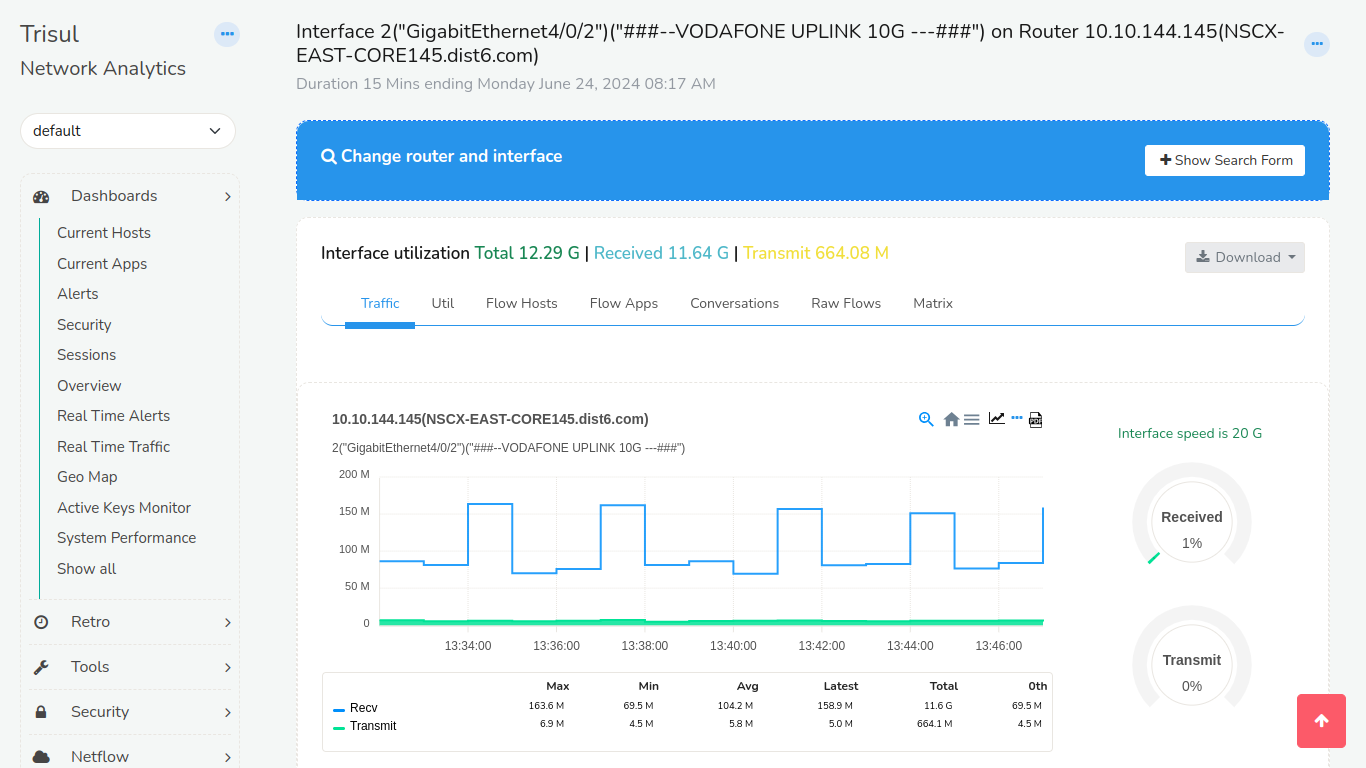 Trisul
Network Analytics
default
Dashboards
Current Hosts
Current Apps
Alerts
Security
Sessions
Overview
Real Time Alerts
Real Time Traffic
Geo Map
Active Keys Monitor
System Performance
Show all
Retro
Tools
Security
Netflow
Interface 2("GigabitEthernet4/0/2")("###--VODAFONE UPLINK 10G ---###") on Router 10.10.144.145(NSCX-
EAST-CORE145.dist6.com)
Duration 15 Mins ending Monday June 24, 2024 08:17 AM
Change router and interface
Show Search Form
Interface utilization Total 12.29 G | Received 11.64 G | Transmit 664.08 M
Download
Traffic Util Flow Hosts Flow Apps Conversations Raw Flows Matrix
10.10.144.145(NSCX-EAST-CORE145.dist6.com)
PDF
2("GigabitEthernet4/0/2")("###--VODAFONE UPLINK 10G ---###")
200 M
150 M
100 M
50 M
0
13:34:00 13:36:00 13:38:00 13:40:00 13:42:00 13:44:00 13:46:00
Max Min Avg Latest Total 0th
Recv 163.6 M 69.5 M 104.2 M 158.9 M 11.6 G 69.5 M
Transmit 6.9 M 4.5 M 5.8 M 5.0 M 664.1 M 4.5 M
Interface speed is 20 G
Received
1%
Transmit
0%